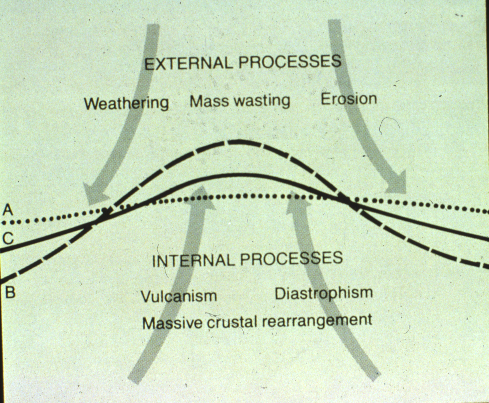 EXTERNAL PROCESSES
Weathering Mass wasting Erosion
A
C
B
INTERNAL PROCESSES
Vulcanism Diastrophism
Massive crustal rearrangement